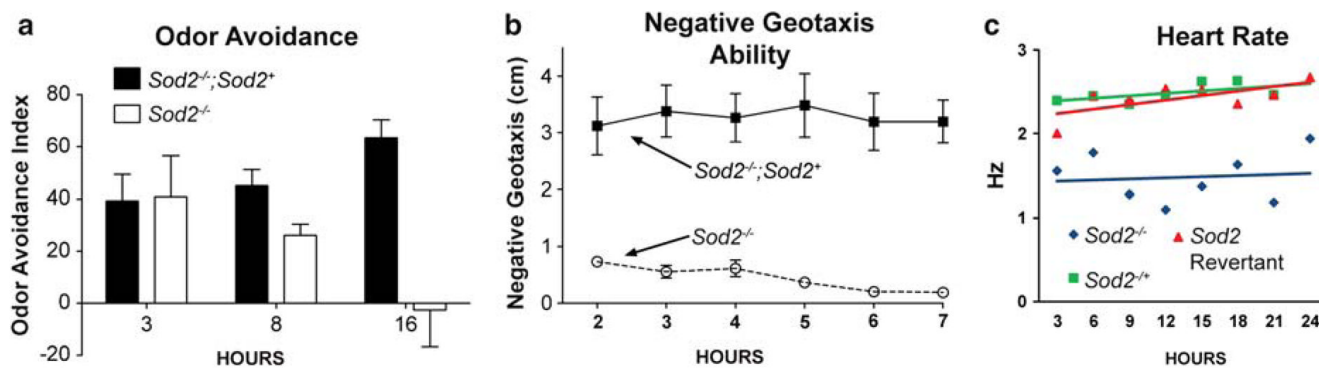 a
Odor Avoidance
Sod2-/-;Sod2+
Sod2-/-
Odor Avoidance Index
80
60
40
20
0
-20
3 8 16
HOURS
b
Negative Geotaxis
Ability
Negative Geotaxis (cm)
4
3
2
1
0
Sod2-/-;Sod2+
Sod2-/-
2 3 4 5 6 7
HOURS
c
Heart Rate
Hz
3
2
1
0
Sod2-/-
Sod2
Revertant
Sod2-/+
3 6 9 12 15 18 21 24
HOURS